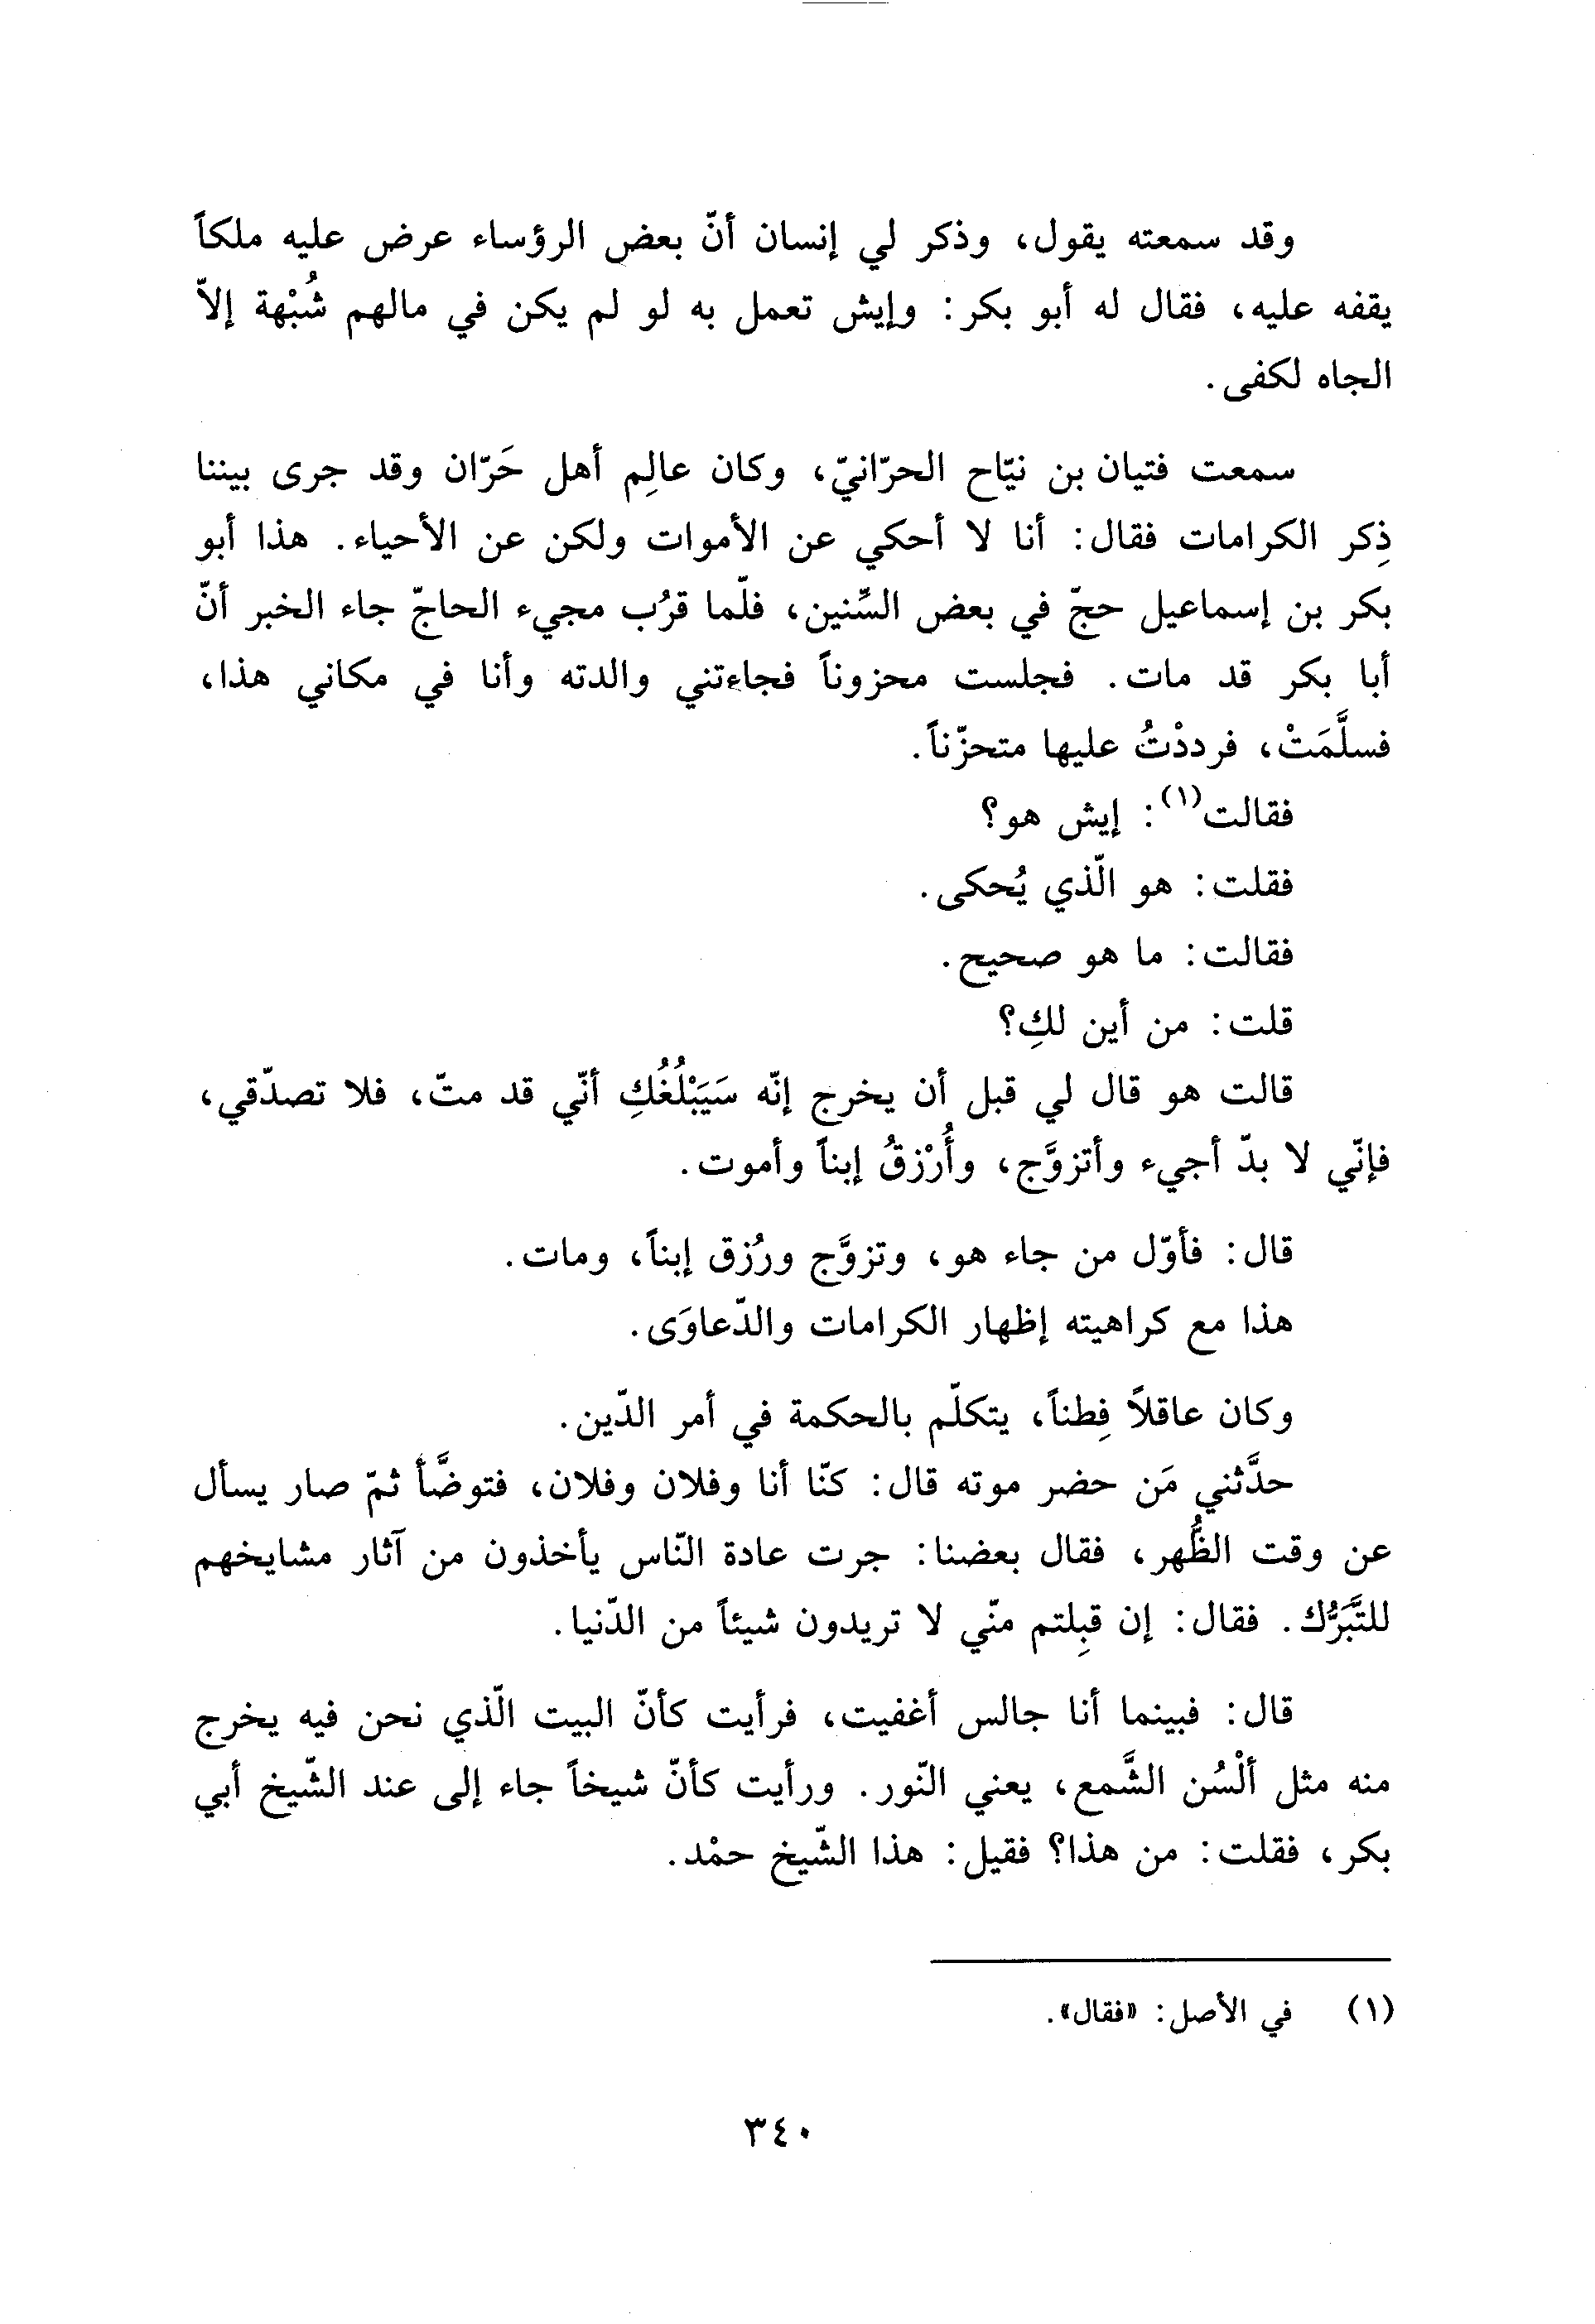 وقد سمعته يقول، وذكر لي إنسان أنّ بعض الرؤساء عرض عليه ملكاً
يقفه عليه، فقال له أبو بكر: وإيش تعمل به لو لم يكن في مالهم شُبْهة إلاّ
الجاه لكفى.
سمعت فتيان بن نيّاح الحرّانيّ، وكان عالِم أهل حَرّان وقد جرى بيننا
ذِكر الكرامات فقال: أنا لا أحكي عن الأموات ولكن عن الأحياء. هذا أبو
بكر بن إسماعيل حجّ في بعض السِّنين، فلّما قرُب مجيء الحاجّ جاء الخبر أنّ
أبا بكر قد مات. فجلست محزوناً فجاءتني والدته وأنا في مكاني هذا،
فسلَّمَتْ، فرددْتُ عليها متحزّناً.
فقالت(١): إيش هو؟
فقلت: هو الّذي يُحكى.
فقالت: ما هو صحيح.
قلت: من أين لكِ؟
قالت هو قال لي قبل أن يخرج إنّه سَيَبْلُغُكِ أنّي قد متّ، فلا تصدّقي،
فإنّي لا بدّ أجيء وأتزوَّج، وأُرْزقُ إبناً وأموت.
قال: فأوّل من جاء هو، وتزوَّج ورُزق إبناً، ومات.
هذا مع كراهيته إظهار الكرامات والدّعاوَى.
وكان عاقلاً فِطناً، يتكلّم بالحكمة في أمر الدّين.
حدَّثني مَن حضر موته قال: كنّا أنا وفلان وفلان، فتوضَّأ ثمّ صار يسأل
عن وقت الظُّهر، فقال بعضنا: جرت عادة النّاس يأخذون من آثار مشايخهم
للتَّبَرُّك. فقال: إن قبِلتم منّي لا تريدون شيئاً من الدّنيا.
قال: فبينما أنا جالس أغفيت، فرأيت كأنّ البيت الّذي نحن فيه يخرج
منه مثل ألْسُن الشَّمع، يعني النّور. ورأيت كأنّ شيخاً جاء إلى عند الشّيخ أبي
بكر، فقلت: من هذا؟ فقيل: هذا الشّيخ حمْد.
(١) في الأصل: «فقال».
٣٤٠